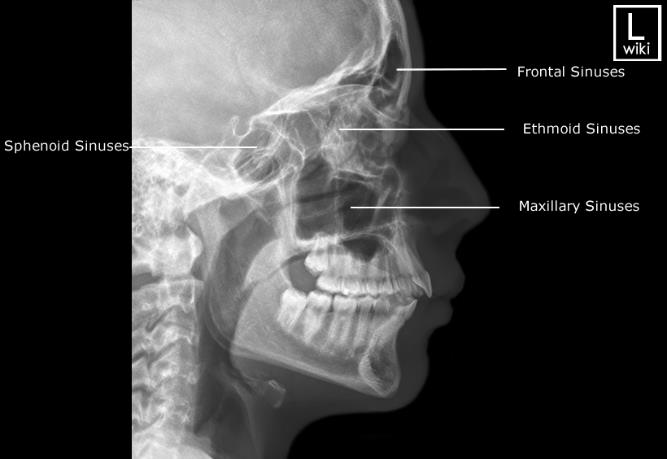 L
wiki
Frontal Sinuses
Ethmoid Sinuses
Sphenoid Sinuses
Maxillary Sinuses